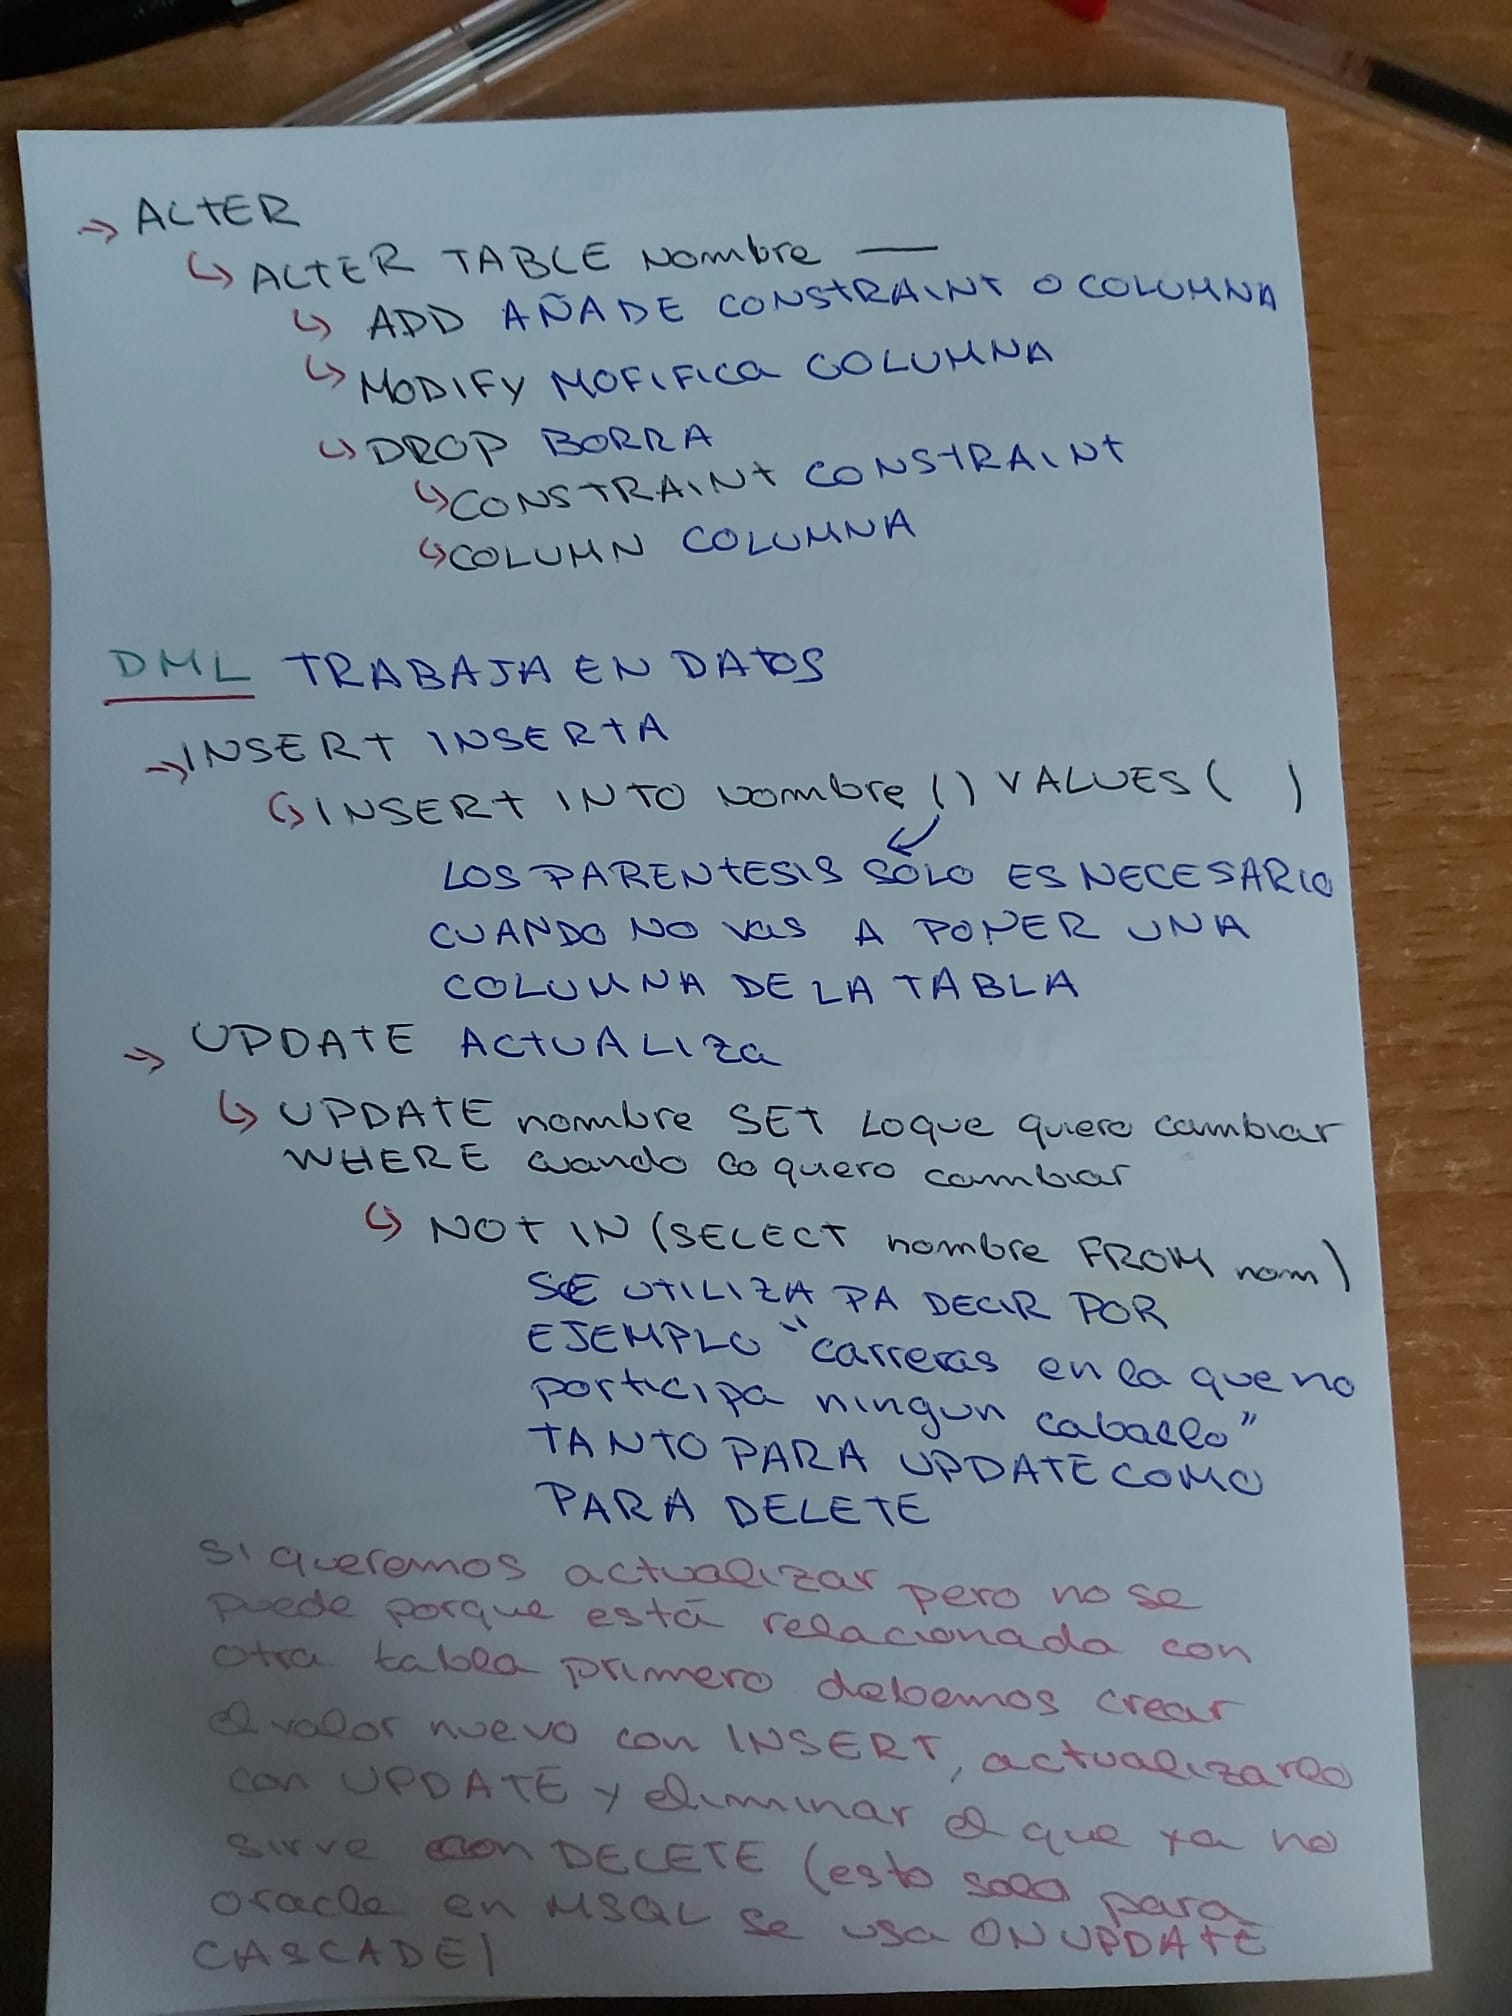 → ALTER
↳ ALTER TABLE Nombre —
↳ ADD AÑADE CONSTRAINT O COLUMNA
↳ MODIFY MOFIFICA COLUMNA
↳ DROP BORRA
↳ CONSTRAINT CONSTRAINT
↳ COLUMN COLUMNA
DML TRABAJA EN DATOS
→ INSERT INSERTA
↳ INSERT INTO Nombre () VALUES ( )
LOS PARENTESIS SÓLO ES NECESARIO
CUANDO NO vas A PONER UNA
COLUMNA DE LA TABLA
→ UPDATE ACTUALIZa
↳ UPDATE nombre SET Lo que quiero cambiar
WHERE cuando lo quero cambiar
↳ NOT IN (SELECT nombre FROM nom)
SE UTILIZA PA DECIR POR
EJEMPLO "carreras en la que no
participa ningun caballo"
TANTO PARA UPDATE COMO
PARA DELETE
Si queremos actualizar pero no se
puede porque está relacionada con
otra tabla primero debemos crear
el valor nuevo con INSERT, actualizarlo
con UPDATE y eliminar el que ya no
sirve con DELETE (esto solo para
oracle en MSQL se usa ON UPDATE
CASCADE)